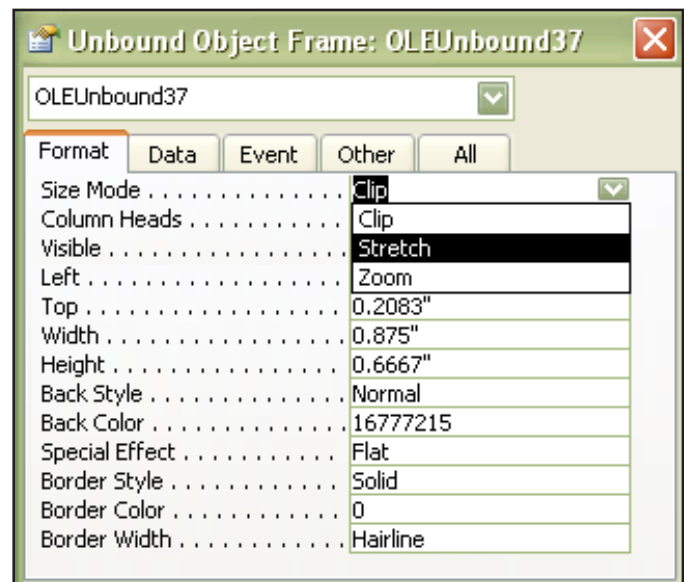 Unbound Object Frame: OLEUnbound37
OLEUnbound37
Format Data Event Other All
Size Mode . . . . . . . . . . . . . . Clip
Column Heads . . . . . . . . . . . Clip
Visible . . . . . . . . . . . . . . . . . Stretch
Left . . . . . . . . . . . . . . . . . . . Zoom
Top . . . . . . . . . . . . . . . . . . . 0.2083"
Width . . . . . . . . . . . . . . . . . . 0.875"
Height . . . . . . . . . . . . . . . . . 0.6667"
Back Style . . . . . . . . . . . . . . Normal
Back Color . . . . . . . . . . . . . . 16777215
Special Effect . . . . . . . . . . . . Flat
Border Style . . . . . . . . . . . . . Solid
Border Color . . . . . . . . . . . . . 0
Border Width . . . . . . . . . . . . Hairline